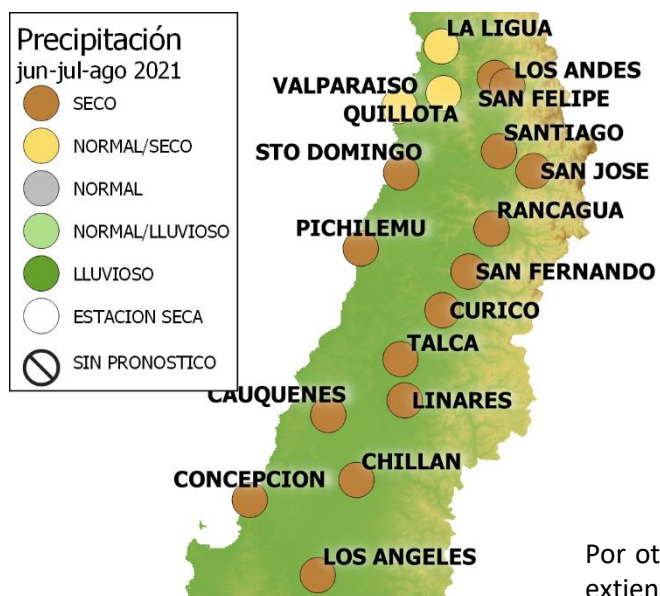 Precipitación
jun-jul-ago 2021
SECO
NORMAL/SECO
NORMAL
NORMAL/LLUVIOSO
LLUVIOSO
ESTACION SECA
SIN PRONOSTICO
LA LIGUA
LOS ANDES
VALPARAISO
SAN FELIPE
QUILLOTA
SANTIAGO
STO DOMINGO
SAN JOSE
RANCAGUA
PICHILEMU
SAN FERNANDO
CURICO
TALCA
CAUQUENES
LINARES
CHILLAN
CONCEPCION
LOS ANGELES
Por ot
extien